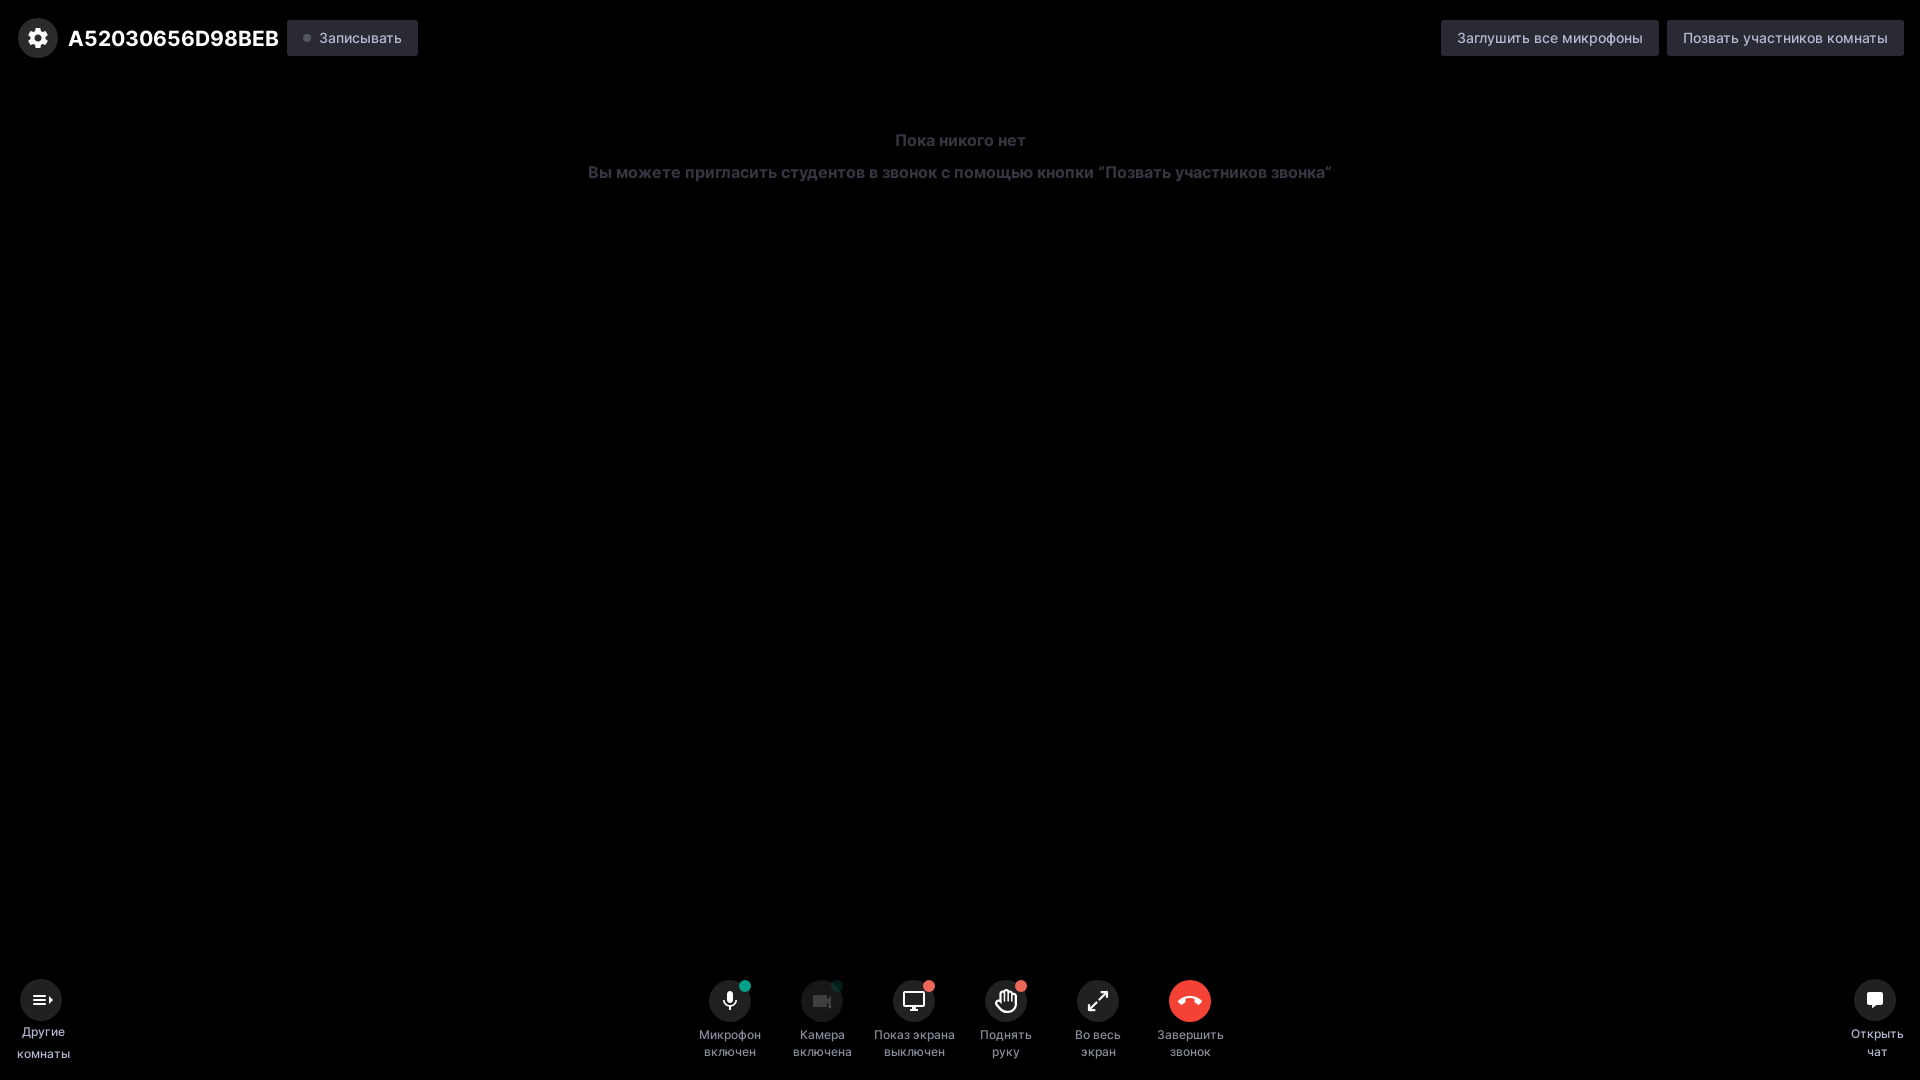 A52030656D98BEB
Записывать
Заглушить все микрофоны
Позвать участников комнаты
Пока никого нет
Вы можете пригласить студентов в звонок с помощью кнопки “Позвать участников звонка”
Другие
комнаты
Микрофон
включен
Камера
включена
Показ экрана
выключен
Поднять
руку
Во весь
экран
Завершить
звонок
Открыть
чат